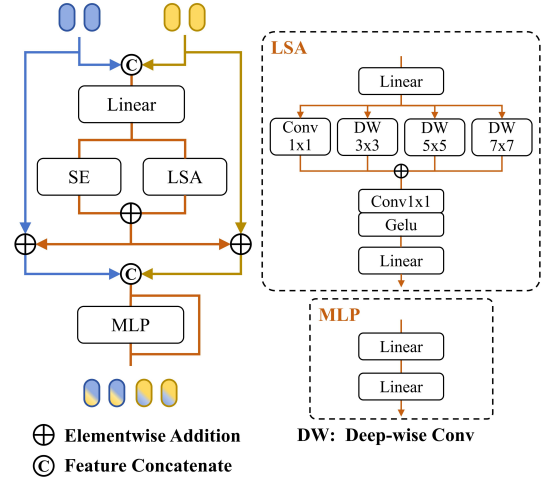 C
Linear
SE
LSA
C
MLP
Elementwise Addition
C Feature Concatenate
LSA
Linear
Conv
1x1
DW
3x3
DW
5x5
DW
7x7
Conv1x1
Gelu
Linear
MLP
Linear
Linear
DW: Deep-wise Conv